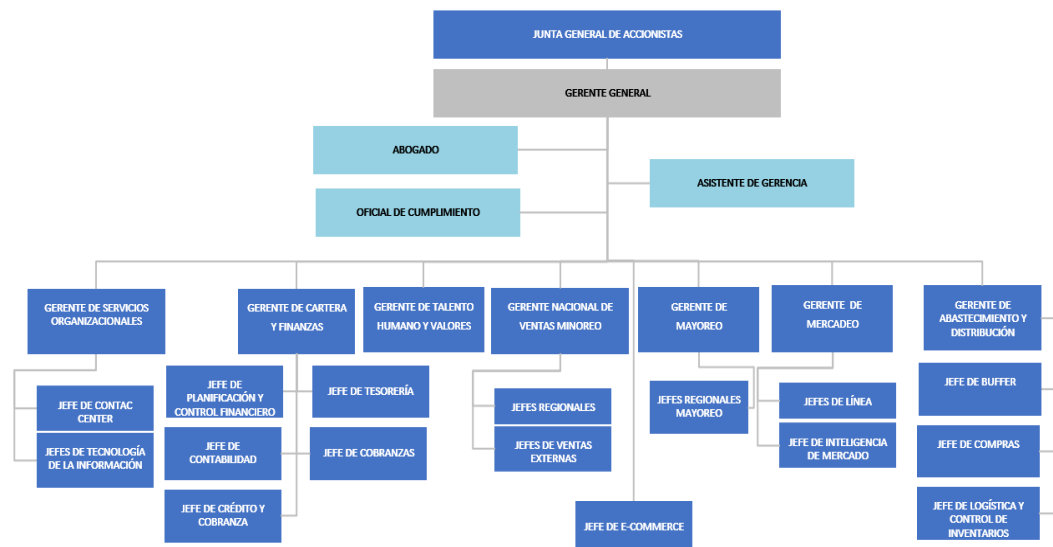 JUNTA GENERAL DE ACCIONISTAS
GERENTE GENERAL
ABOGADO
ASISTENTE DE GERENCIA
OFICIAL DE CUMPLIMIENTO
GERENTE DE SERVICIOS
ORGANIZACIONALES
GERENTE DE CARTERA
Y FINANZAS
GERENTE DE TALENTO
HUMANO Y VALORES
GERENTE NACIONAL DE
VENTAS MINOREO
GERENTE DE
MAYOREO
GERENTE DE
MERCADEO
GERENTE DE
ABASTECIMIENTO Y
DISTRIBUCIÓN
JEFE DE CONTAC
CENTER
JEFES DE TECNOLOGÍA
DE LA INFORMACIÓN
JEFE DE
PLANIFICACIÓN Y
CONTROL FINANCIERO
JEFE DE TESORERÍA
JEFE DE
CONTABILIDAD
JEFE DE COBRANZAS
JEFE DE CRÉDITO Y
COBRANZA
JEFES REGIONALES
JEFES DE VENTAS
EXTERNAS
JEFE DE E-COMMERCE
JEFES REGIONALES
MAYOREO
JEFES DE LÍNEA
JEFE DE INTELIGENCIA
DE MERCADO
JEFE DE BUFFER
JEFE DE COMPRAS
JEFE DE LOGÍSTICA Y
CONTROL DE
INVENTARIOS